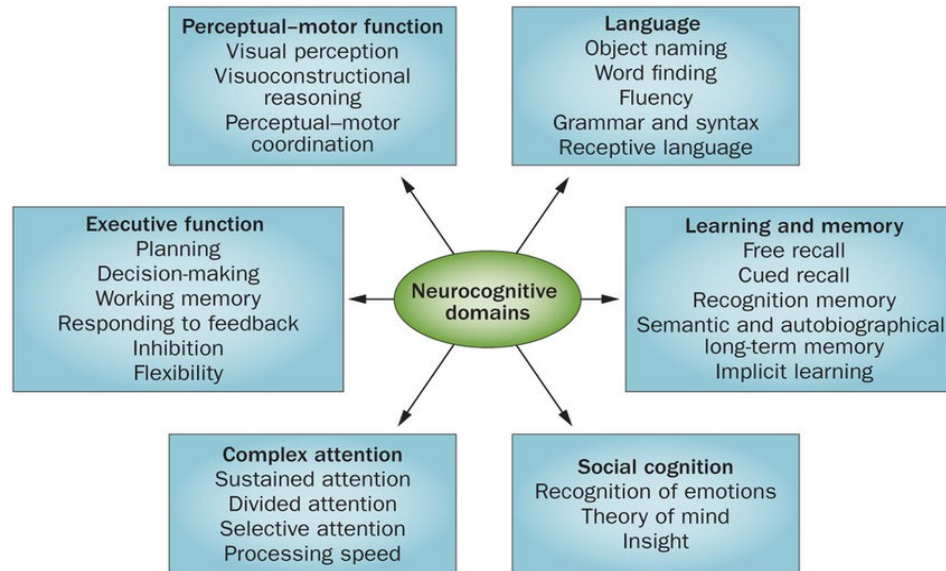 Perceptual–motor function
Visual perception
Visuoconstructional
reasoning
Perceptual–motor
coordination
Language
Object naming
Word finding
Fluency
Grammar and syntax
Receptive language
Executive function
Planning
Decision-making
Working memory
Responding to feedback
Inhibition
Flexibility
Neurocognitive
domains
Learning and memory
Free recall
Cued recall
Recognition memory
Semantic and autobiographical
long-term memory
Implicit learning
Complex attention
Sustained attention
Divided attention
Selective attention
Processing speed
Social cognition
Recognition of emotions
Theory of mind
Insight